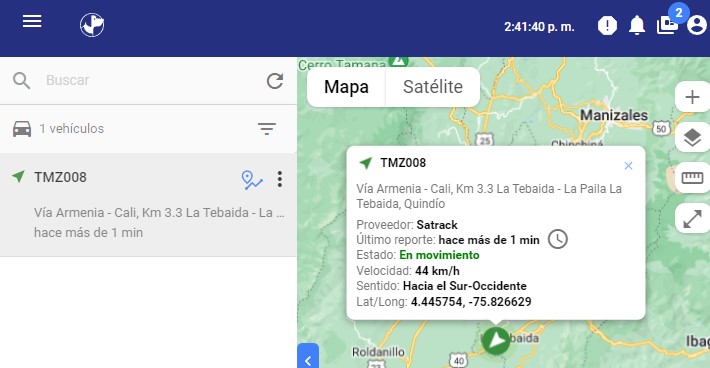 2:41:40 p. m.
2
Buscar
1 vehículos
TMZ008
Vía Armenia - Cali, Km 3.3 La Tebaida - La ...
hace más de 1 min
Cerro Tamana
Mapa
Satélite
Manizales
50
25
Chinchiná
TMZ008
Vía Armenia - Cali, Km 3.3 La Tebaida - La Paila La
Tebaida, Quindío
Proveedor: Satrack
Último reporte: hace más de 1 min
Estado: En movimiento
Velocidad: 44 km/h
Sentido: Hacia el Sur-Occidente
Lat/Long: 4.445754, -75.826629
baida
Roldanillo
40
Ibag